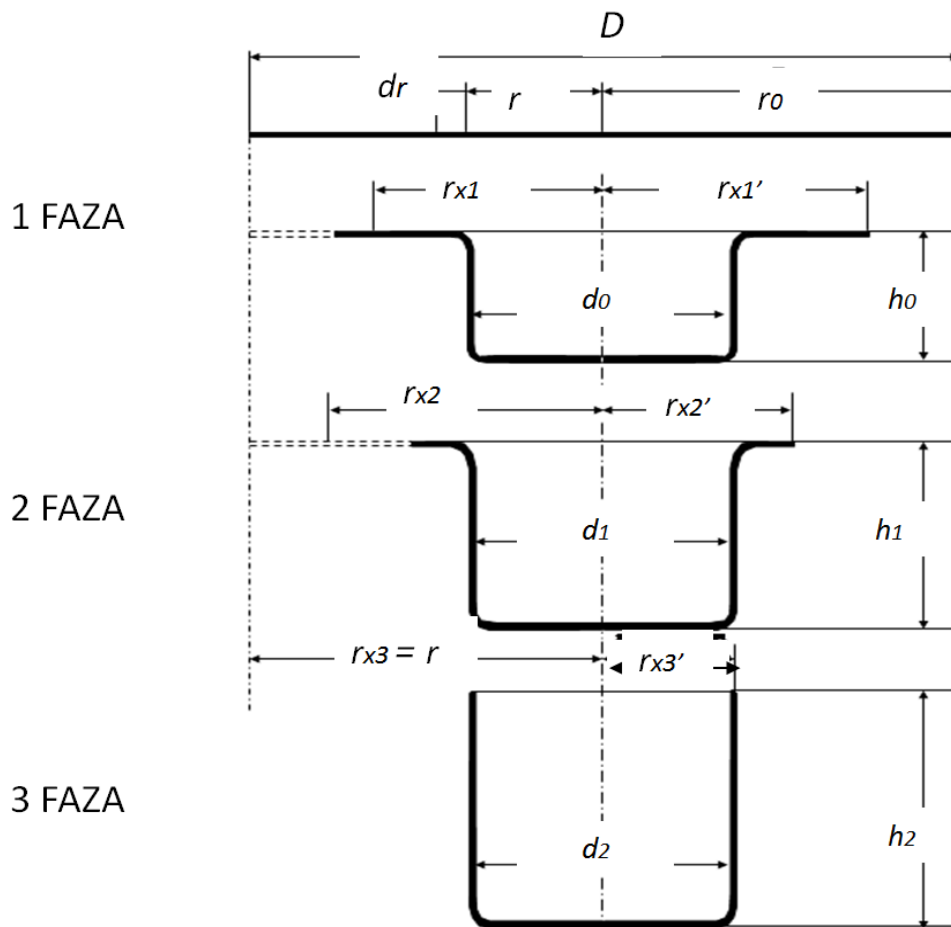 D
dr
r
r0
1 FAZA
rx1
rx1’
d0
h0
rx2
rx2’
2 FAZA
d1
h1
rx3 = r
rx3’
3 FAZA
d2
h2